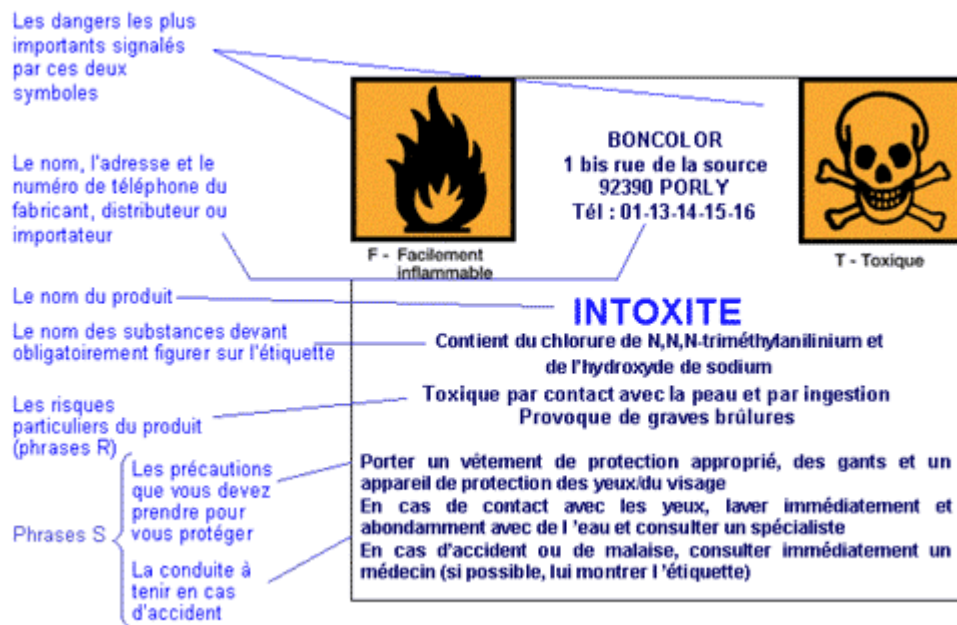 Les dangers les plus
importants signalés
par ces deux
symboles
BONCOLOR
1 bis rue de la source
92390 PORLY
Tél : 01-13-14-15-16
Le nom, l'adresse et le
numéro de téléphone du
fabricant, distributeur ou
importateur
F - Facilement
inflammable
T - Toxique
Le nom du produit
INTOXITE
Le nom des substances devant
obligatoirement figurer sur l'étiquette
Contient du chlorure de N,N,N-triméthylanilinium et
de l'hydroxyde de sodium
Les risques
particuliers du produit
(phrases R)
Toxique par contact avec la peau et par ingestion
Provoque de graves brûlures
Phrases S
Les précautions
que vous devez
prendre pour
vous protéger
Porter un vêtement de protection approprié, des gants et un
appareil de protection des yeux/du visage
En cas de contact avec les yeux, laver immédiatement et
abondamment avec de l 'eau et consulter un spécialiste
La conduite à
tenir en cas
d'accident
En cas d'accident ou de malaise, consulter immédiatement un
médecin (si possible, lui montrer l 'étiquette)